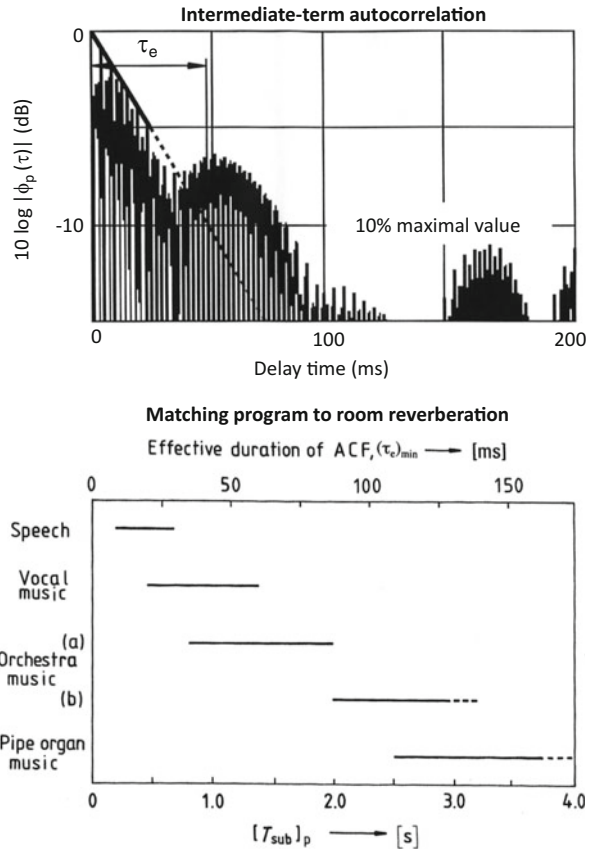 Intermediate-term autocorrelation
0
τe
-10
10% maximal value
10 log |ϕp (τ)| (dB)
0
100
200
Delay time (ms)
Matching program to room reverberation
Effective duration of ACF, (τe)min → [ms]
0
50
100
150
Speech
Vocal
music
(a)
Orchestra
music
(b)
Pipe organ
music
0
1.0
2.0
3.0
4.0
[Tsub]p → [s]